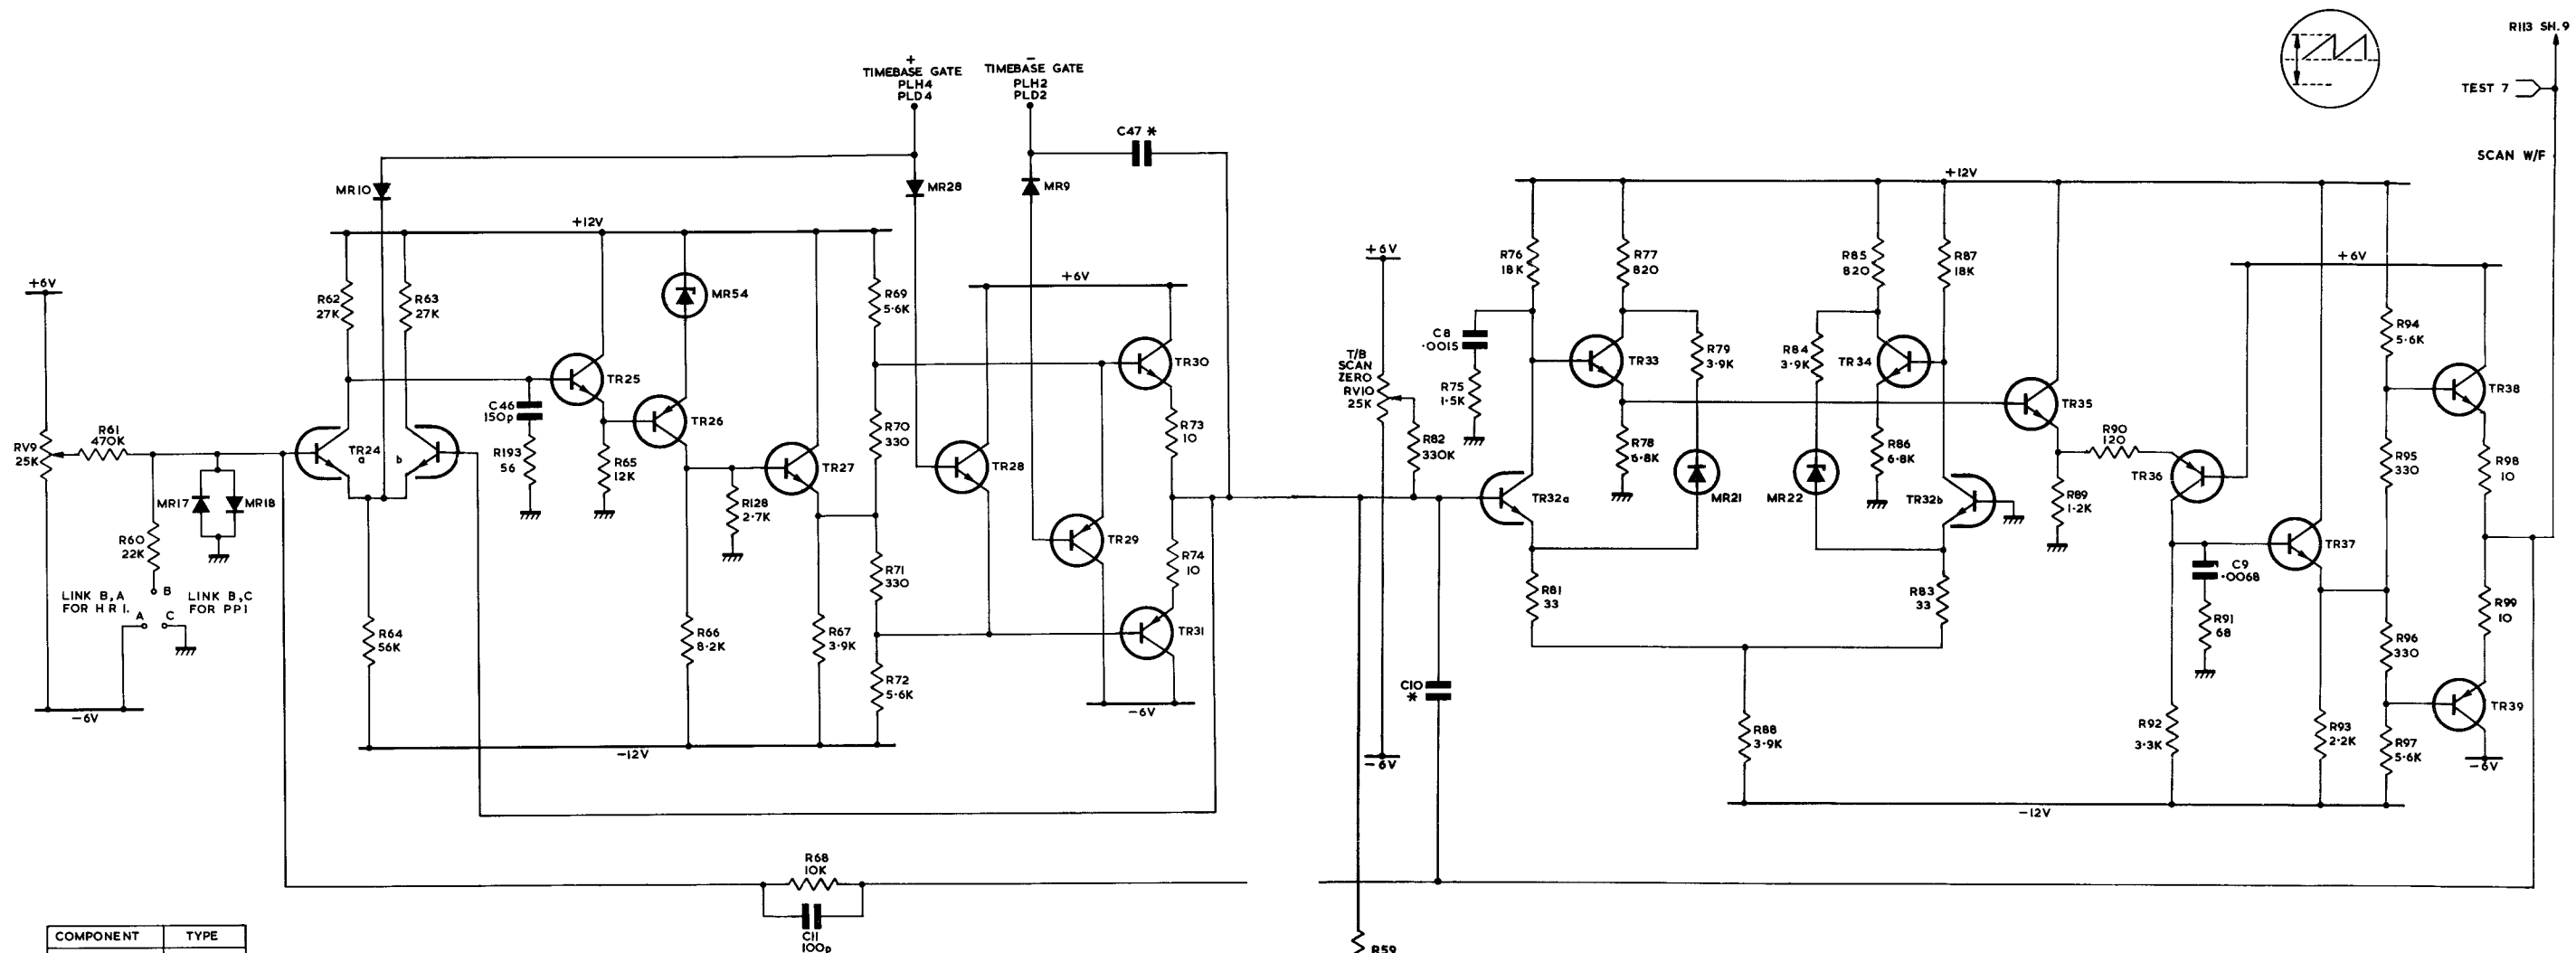 R113 SH.9
TEST 7
SCAN W/F
+
TIMEBASE GATE
PLH4
PLD4
−
TIMEBASE GATE
PLH2
PLD2
C47 *
MR10
MR28
MR9
+12V
+12V
+6V
+6V
+6V
+6V
R62
27K
R63
27K
MR54
R69
5.6K
R76
18K
R77
820
R85
820
R87
18K
C8
.0015
R75
1.5K
TR33
R79
3.9K
R84
3.9K
TR34
TR35
R94
5.6K
TR38
T/B
SCAN
ZERO
RV10
25K
TR25
C46
150p
R193
56
TR26
R65
12K
R70
330
TR30
R73
10
RV9
25K
R61
470K
TR24
a
b
TR27
TR28
R82
330K
R78
6.8K
MR21
MR22
R86
6.8K
R90
120
TR36
R95
330
R98
10
MR17
MR18
R128
2.7K
TR32a
TR32b
R89
1.2K
R60
22K
TR29
R71
330
R74
10
TR37
C9
.0068
LINK B,A
FOR HRI.
B
A
C
LINK B,C
FOR PPI
R64
56K
R66
8.2K
R67
3.9K
TR31
R81
33
R83
33
R91
68
R96
330
R99
10
R72
5.6K
C10
*
R88
3.9K
R92
3.3K
R93
2.2K
R97
5.6K
TR39
−6V
−12V
−6V
−6V
−6V
−12V
R68
10K
C11
100p
R59
COMPONENT TYPE